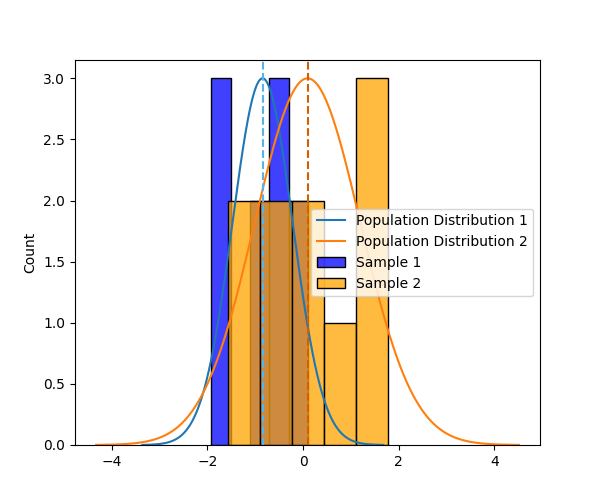 3.0
2.5
2.0
1.5
1.0
0.5
0.0
Count
Population Distribution 1
Population Distribution 2
Sample 1
Sample 2
−4
−2
0
2
4